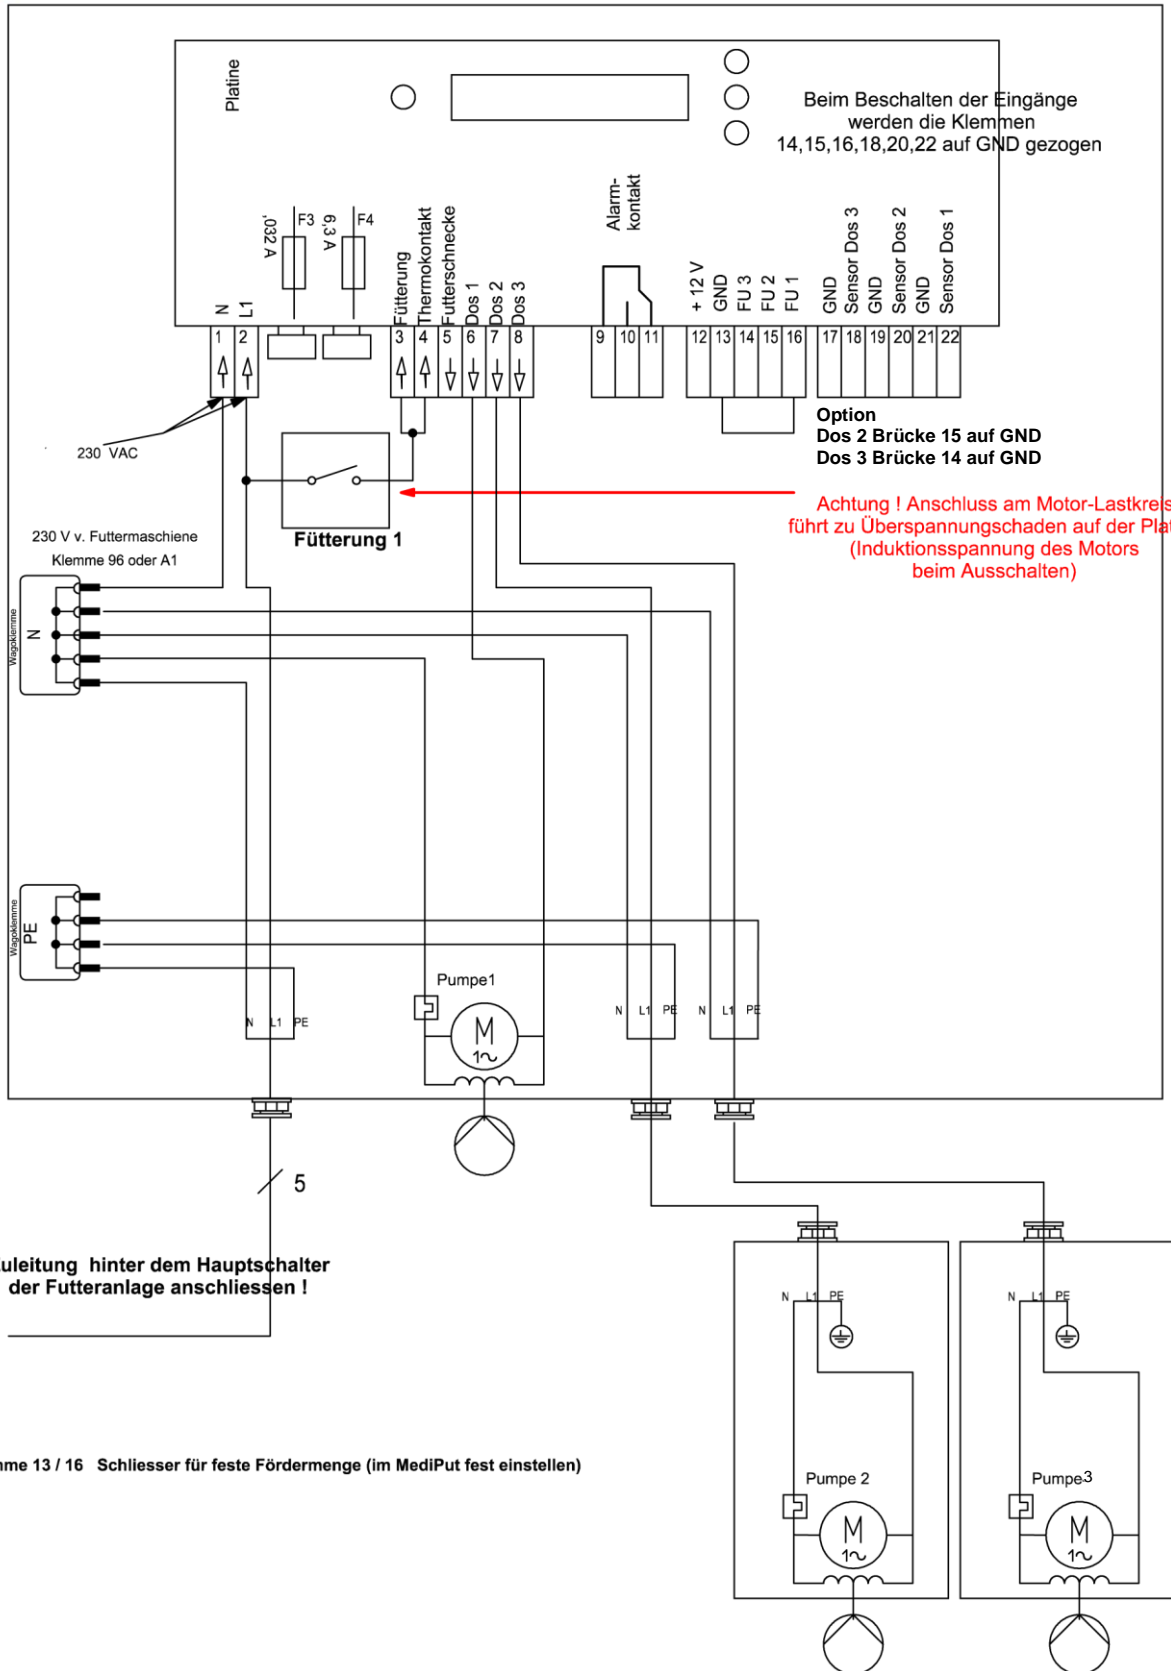 Platine
Beim Beschalten der Eingänge
werden die Klemmen
14,15,16,18,20,22 auf GND gezogen
,032 A
F3
6,3 A
F4
N
L1
Fütterung
Thermokontakt
Futterschnecke
Dos 1
Dos 2
Dos 3
Alarm-
kontakt
+ 12 V
GND
FU 3
FU 2
FU 1
GND
Sensor Dos 3
GND
Sensor Dos 2
GND
Sensor Dos 1
1 2 3 4 5 6 7 8 9 10 11 12 13 14 15 16 17 18 19 20 21 22
230 VAC
Option
Dos 2 Brücke 15 auf GND
Dos 3 Brücke 14 auf GND
Fütterung 1
Achtung ! Anschluss am Motor-Lastkreis
führt zu Überspannungschaden auf der Plat
(Induktionsspannung des Motors
beim Ausschalten)
230 V v. Futtermaschiene
Klemme 96 oder A1
Wagoklemme
N
Wagoklemme
PE
N L1 PE
Pumpe1
M
1~
N L1 PE
N L1 PE
5
uleitung hinter dem Hauptschalter
der Futteranlage anschliessen !
N L1 PE
N L1 PE
me 13 / 16 Schliesser für feste Fördermenge (im MediPut fest einstellen)
Pumpe 2
M
1~
Pumpe3
M
1~